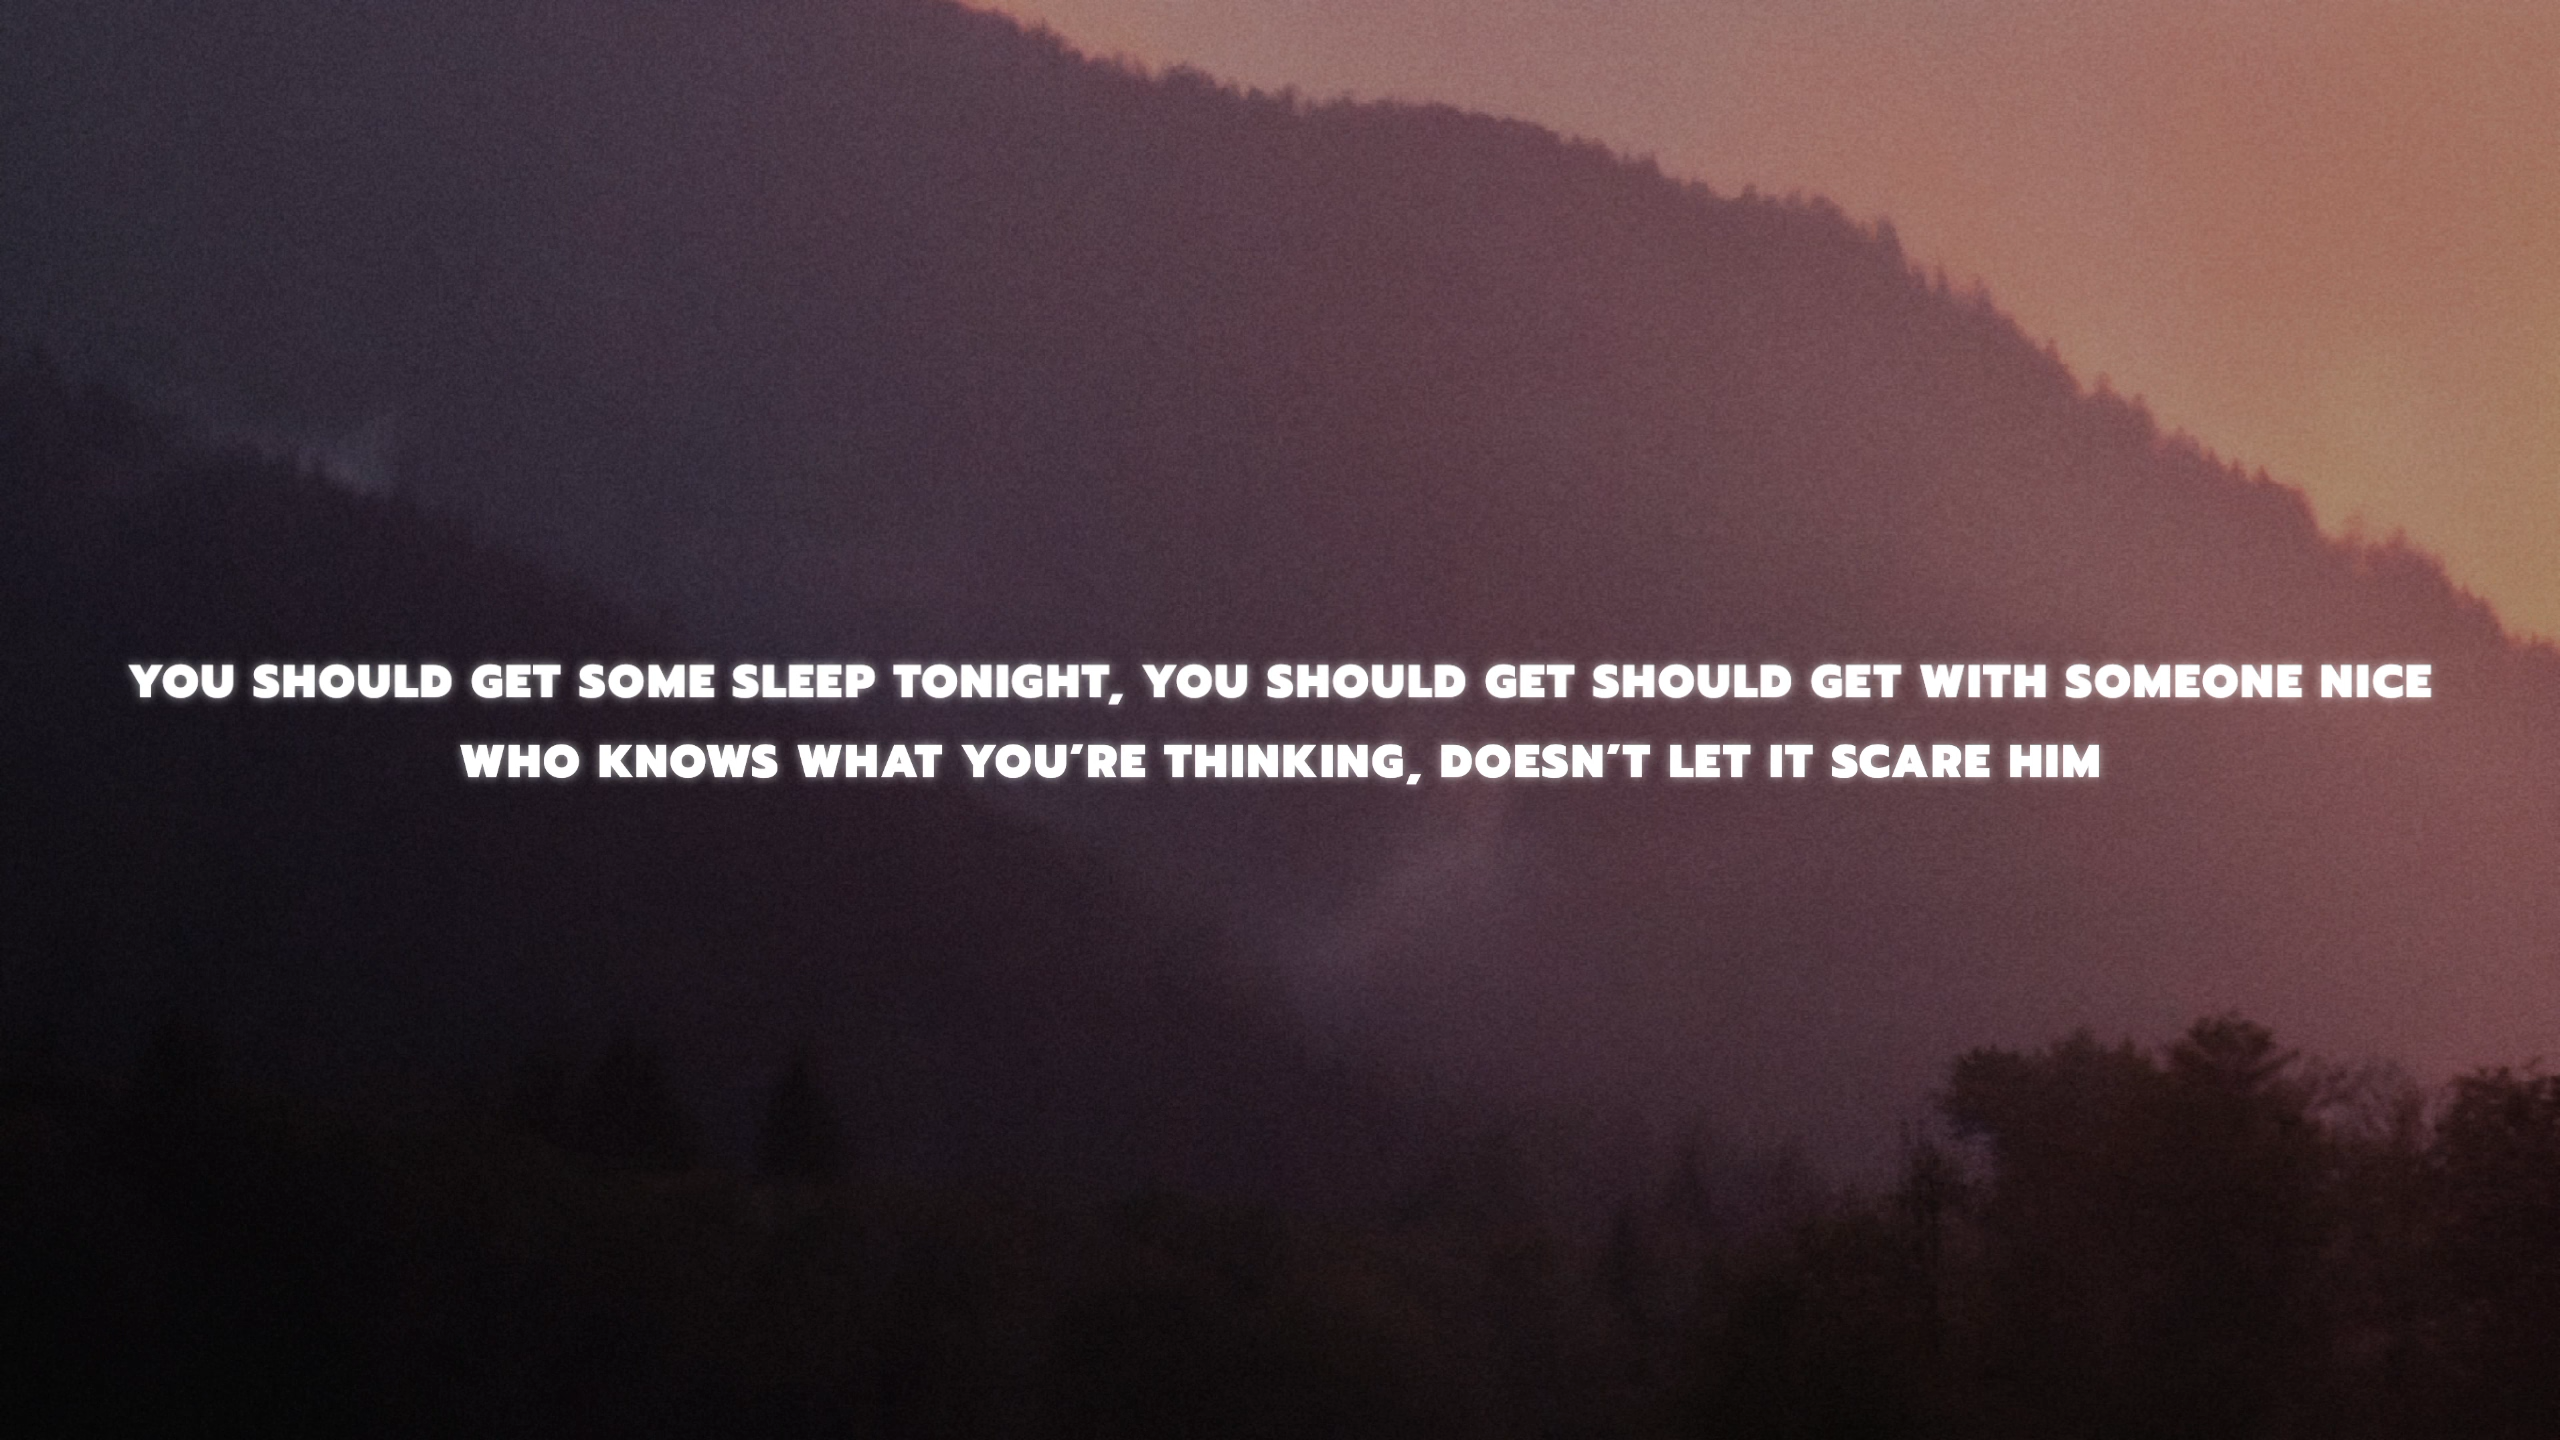 YOU SHOULD GET SOME SLEEP TONIGHT, YOU SHOULD GET SHOULD GET WITH SOMEONE NICE
WHO KNOWS WHAT YOU’RE THINKING, DOESN’T LET IT SCARE HIM